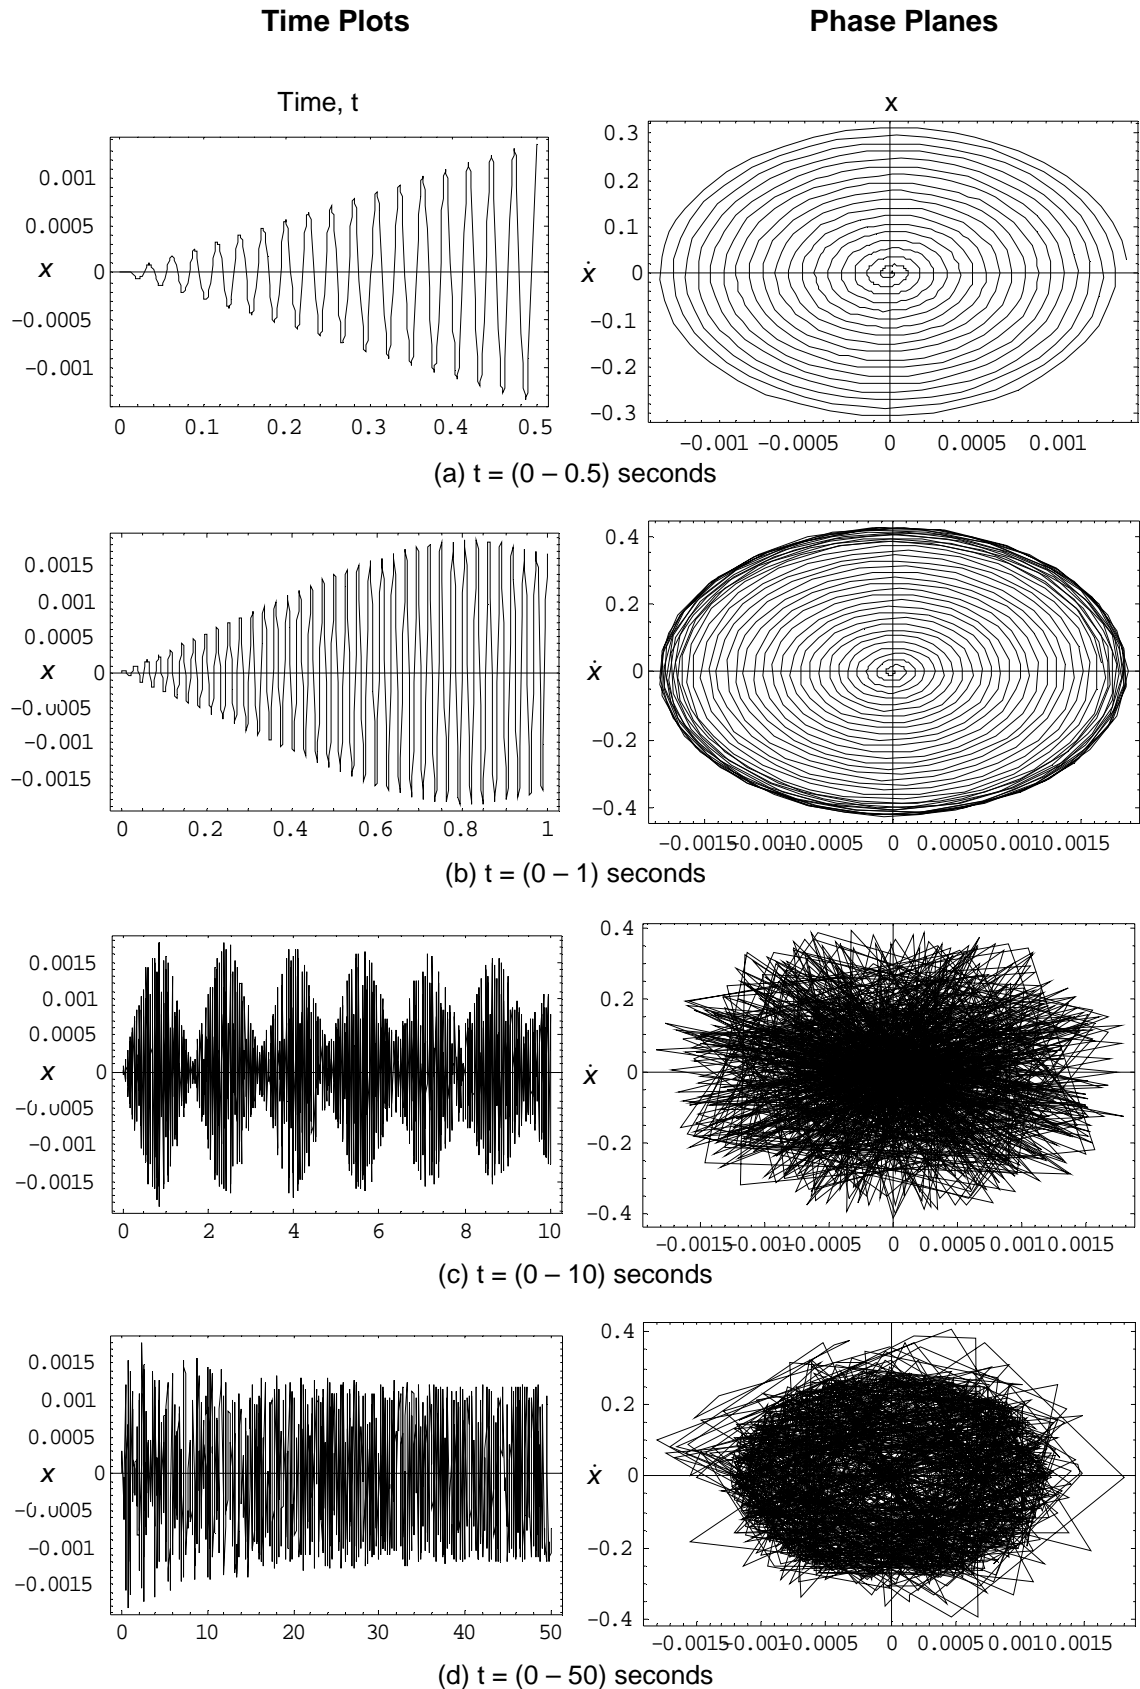 Time Plots
Phase Planes
Time, t
x
0.001
0.0005
x
0
-0.0005
-0.001
0 0.1 0.2 0.3 0.4 0.5
0.3
0.2
0.1
ẋ
0
-0.1
-0.2
-0.3
-0.001 -0.0005 0 0.0005 0.001
(a) t = (0 – 0.5) seconds
0.0015
0.001
0.0005
x
0
-0.0005
-0.001
-0.0015
0 0.2 0.4 0.6 0.8 1
0.4
0.2
ẋ
0
-0.2
-0.4
-0.0015 -0.001 -0.0005 0 0.0005 0.001 0.0015
(b) t = (0 – 1) seconds
0.0015
0.001
0.0005
x
0
-0.0005
-0.001
-0.0015
0 2 4 6 8 10
0.4
0.2
ẋ
0
-0.2
-0.4
-0.0015 -0.001 -0.0005 0 0.0005 0.001 0.0015
(c) t = (0 – 10) seconds
0.0015
0.001
0.0005
x
0
-0.0005
-0.001
-0.0015
0 10 20 30 40 50
0.4
0.2
ẋ
0
-0.2
-0.4
-0.0015 -0.001 -0.0005 0 0.0005 0.001 0.0015
(d) t = (0 – 50) seconds